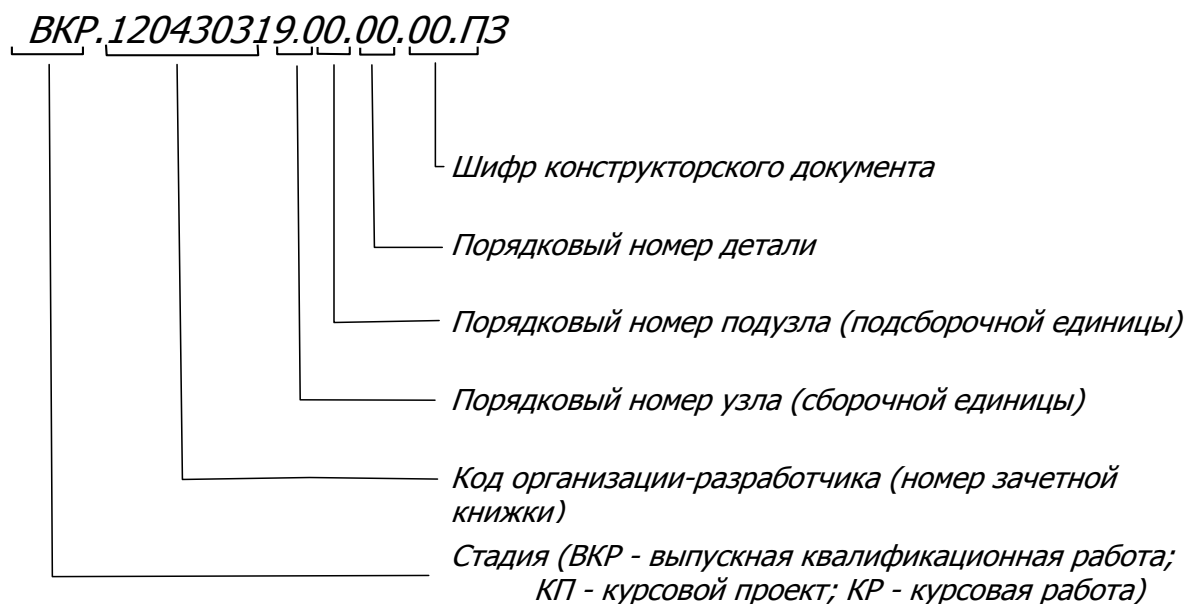 ВКР.120430319.00.00.00.ПЗ
Шифр конструкторского документа
Порядковый номер детали
Порядковый номер подузла (подсборочной единицы)
Порядковый номер узла (сборочной единицы)
Код организации-разработчика (номер зачетной
книжки)
Стадия (ВКР - выпускная квалификационная работа;
КП - курсовой проект; КР - курсовая работа)